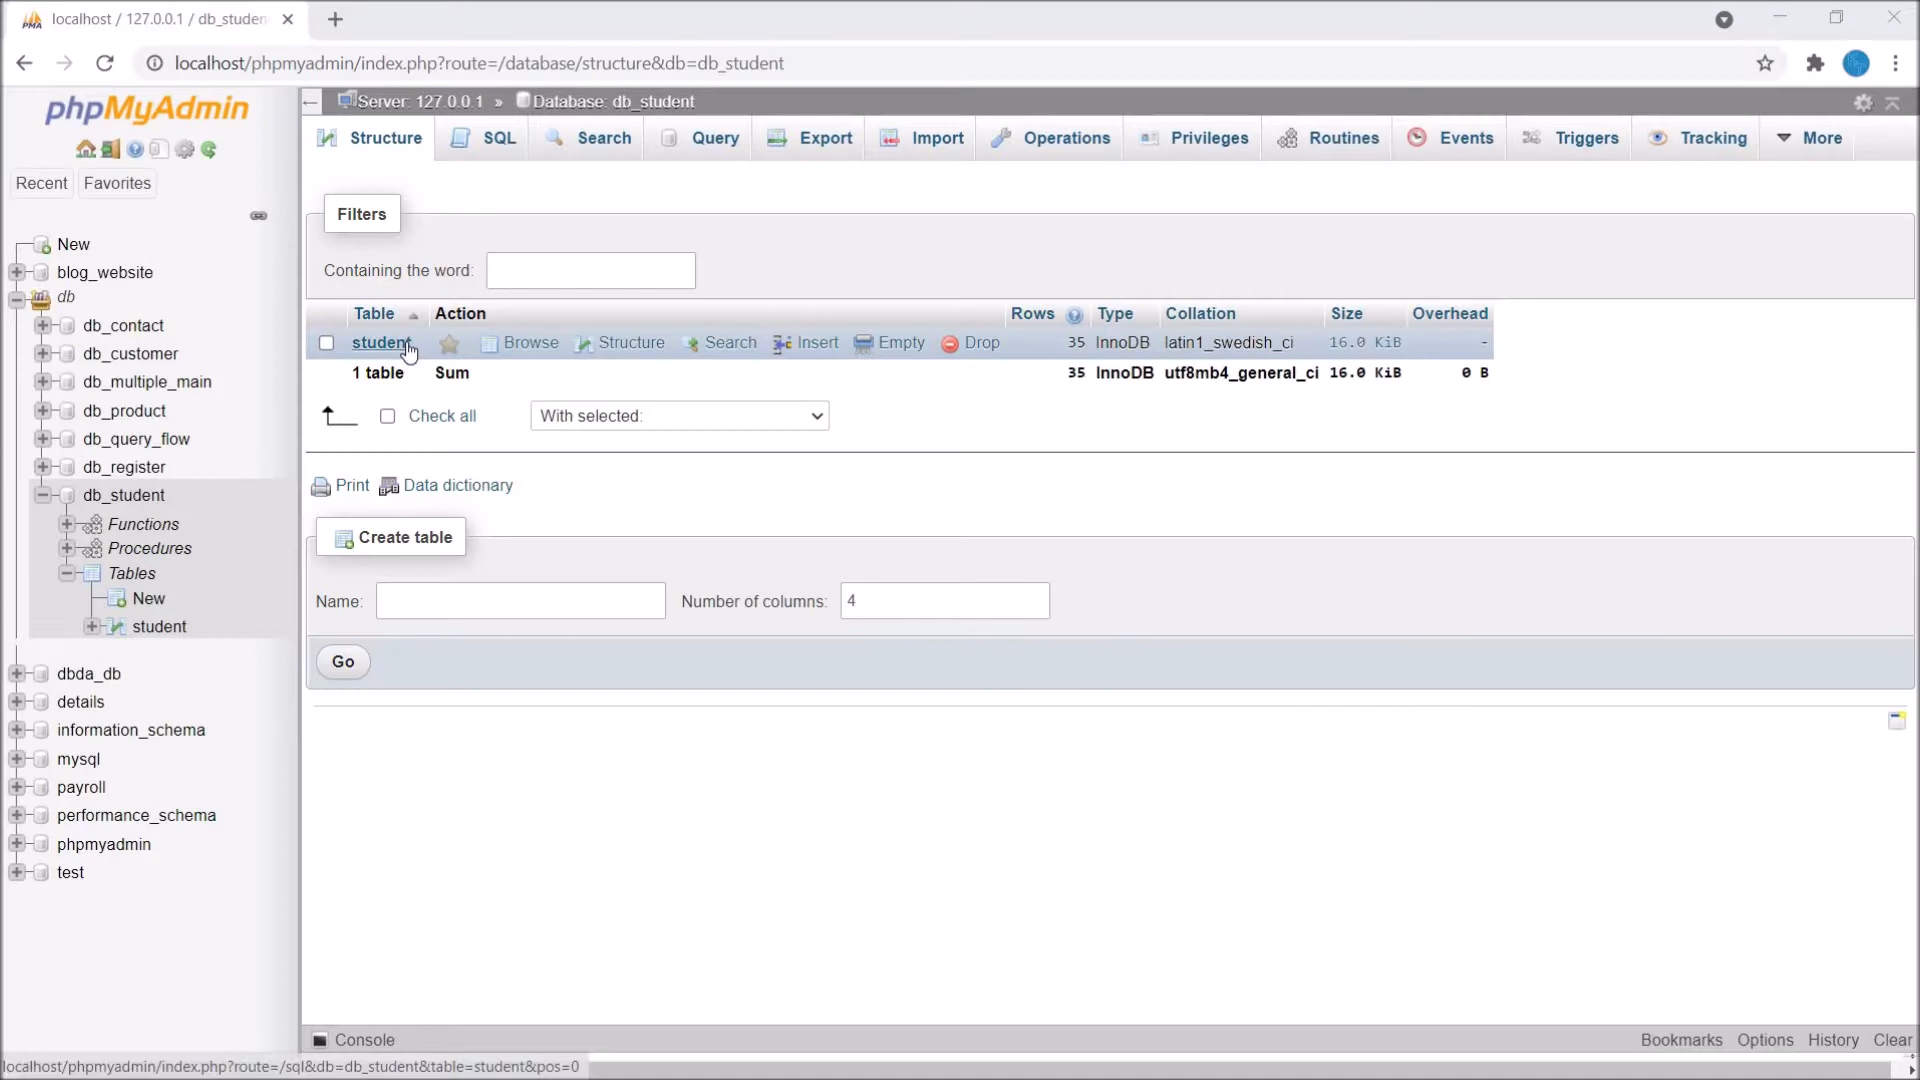 localhost / 127.0.0.1 / db_studen
localhost/phpmyadmin/index.php?route=/database/structure&db=db_student
phpMyAdmin
Recent Favorites
New
blog_website
db
db_contact
db_customer
db_multiple_main
db_product
db_query_flow
db_register
db_student
Functions
Procedures
Tables
New
student
dbda_db
details
information_schema
mysql
payroll
performance_schema
phpmyadmin
test
Server: 127.0.0.1 » Database: db_student
Structure SQL Search Query Export Import Operations Privileges Routines Events Triggers Tracking More
Filters
Containing the word:
Table Action Rows Type Collation Size Overhead
student Browse Structure Search Insert Empty Drop 35 InnoDB latin1_swedish_ci 16.0 KiB -
1 table Sum 35 InnoDB utf8mb4_general_ci 16.0 KiB 0 B
Check all With selected:
Print Data dictionary
Create table
Name: Number of columns: 4
Go
Console Bookmarks Options History Clear
localhost/phpmyadmin/index.php?route=/sql&db=db_student&table=student&pos=0